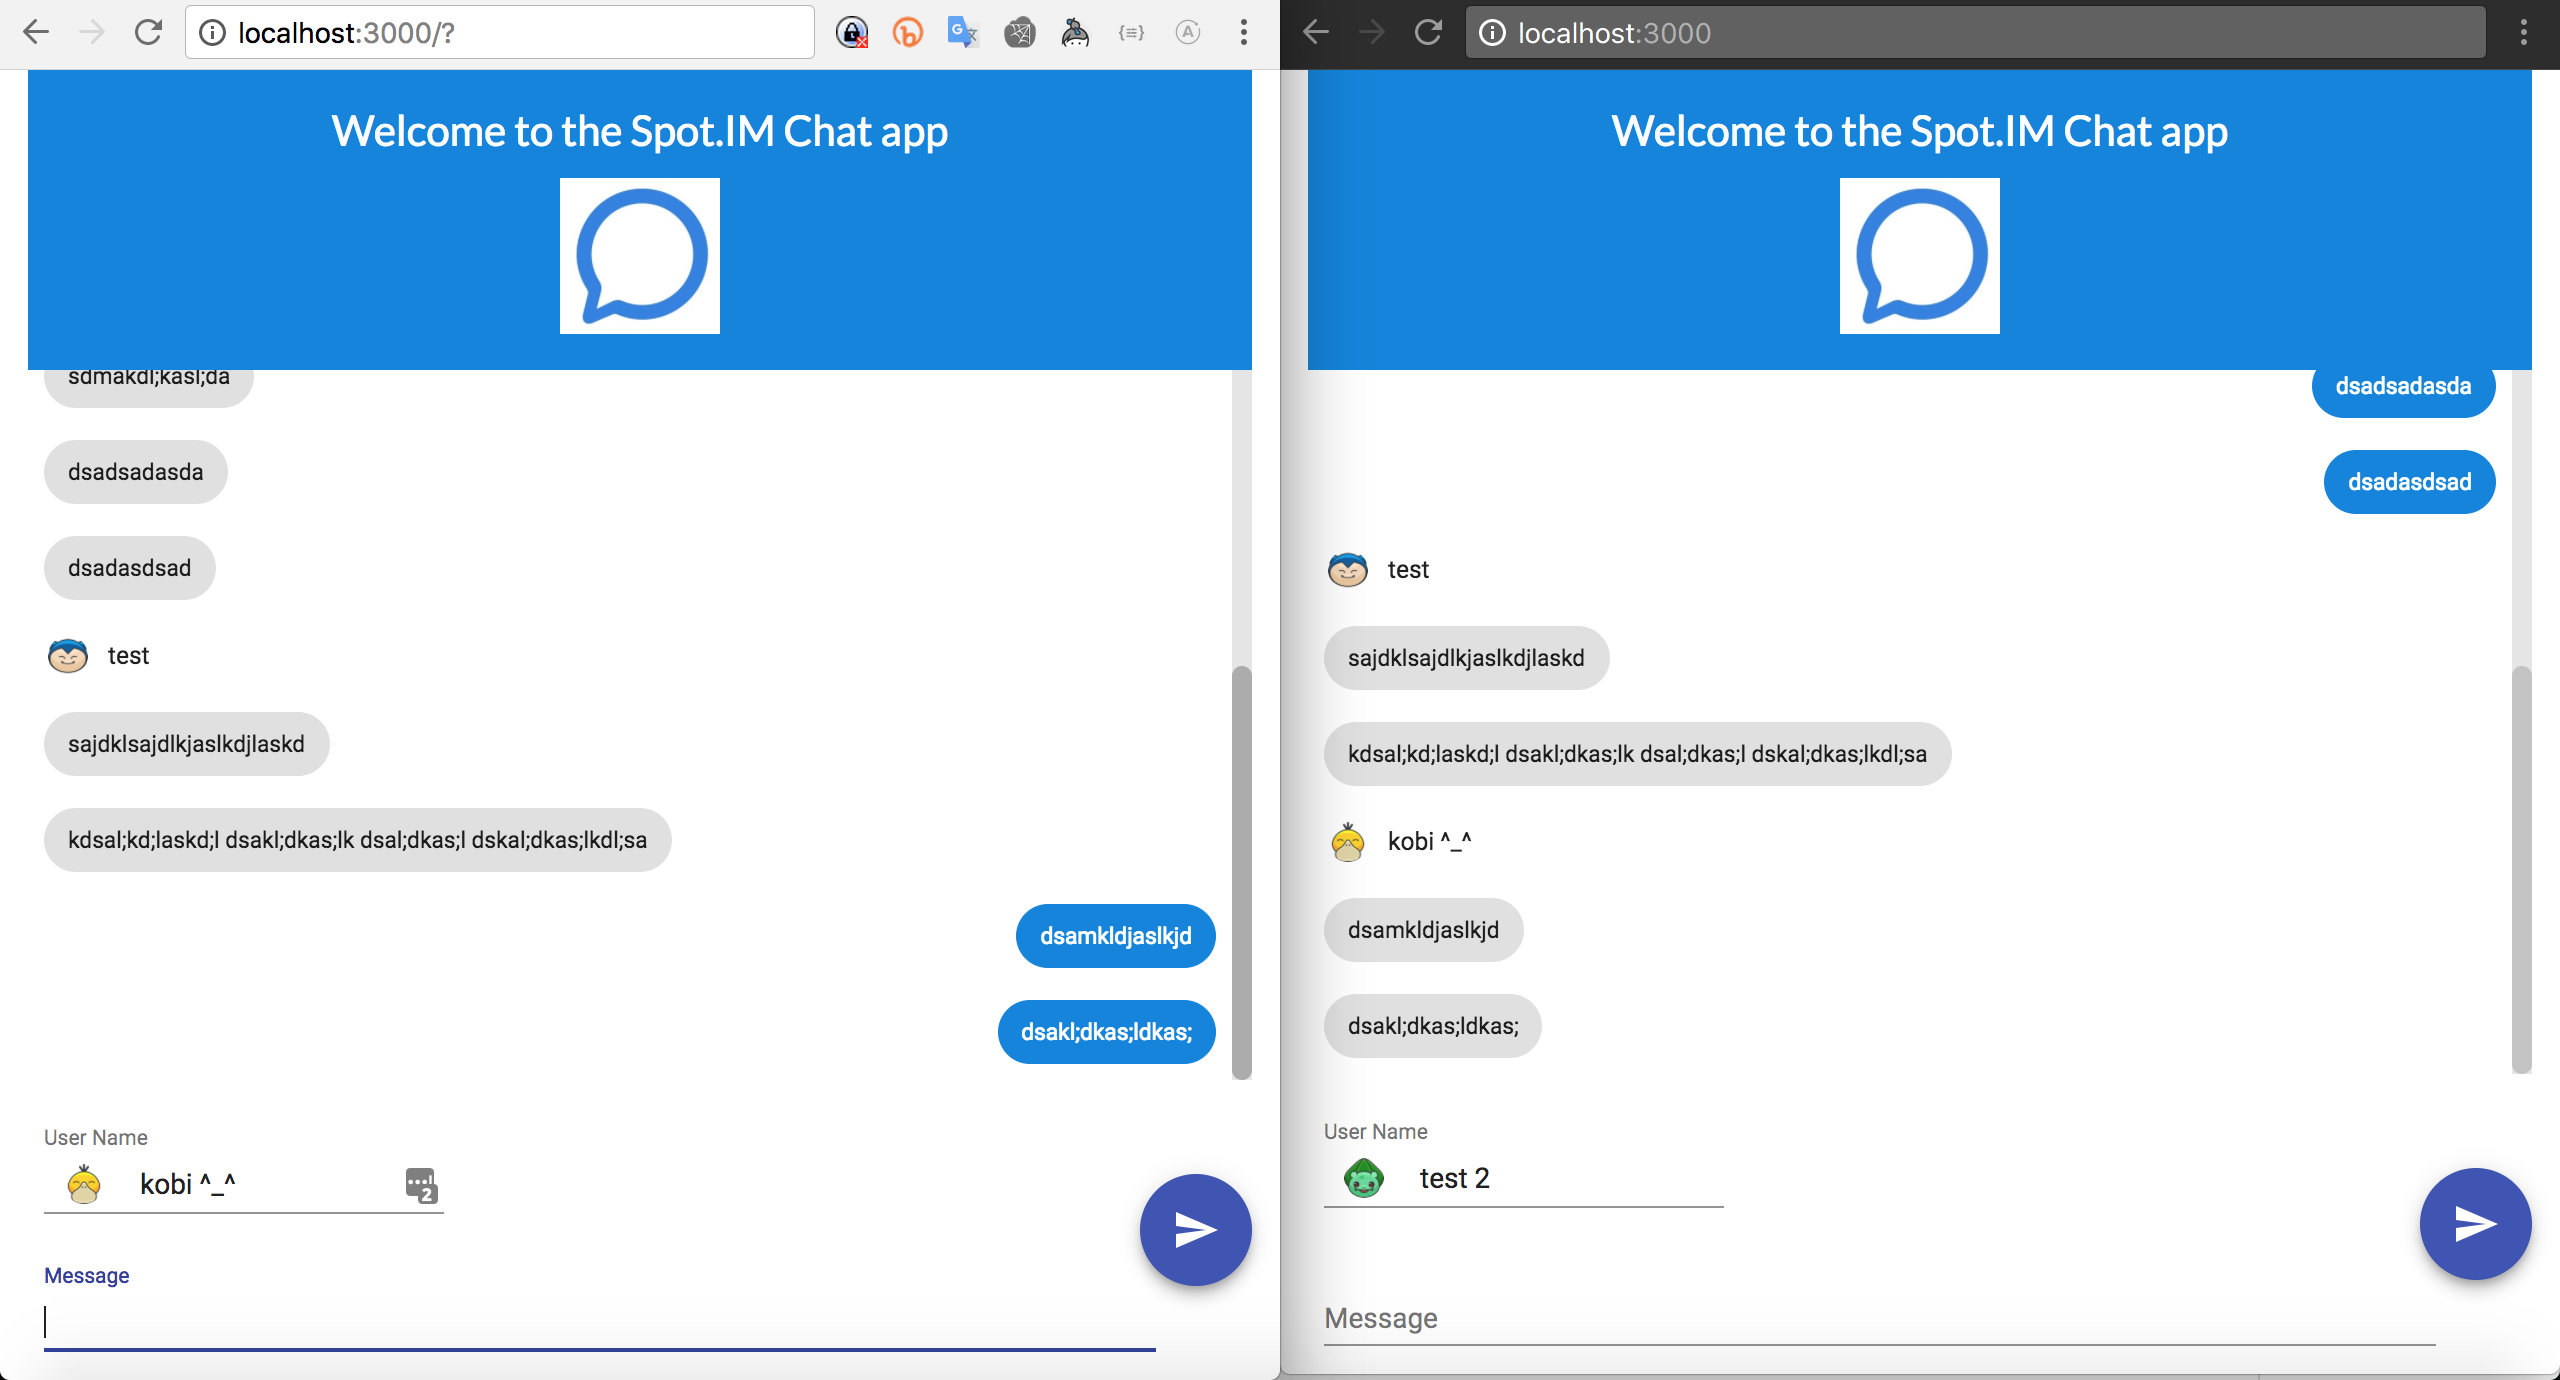 localhost:3000/?
Welcome to the Spot.IM Chat app
sdmakdl;kasl;da
dsadsadasda
dsadasdsad
test
sajdklsajdlkjaslkdjlaskd
kdsal;kd;laskd;l dsakl;dkas;lk dsal;dkas;l dskal;dkas;lkdl;sa
dsamkldjaslkjd
dsakl;dkas;ldkas;
User Name
kobi ^_^
2
Message
localhost:3000
Welcome to the Spot.IM Chat app
dsadsadasda
dsadasdsad
test
sajdklsajdlkjaslkdjlaskd
kdsal;kd;laskd;l dsakl;dkas;lk dsal;dkas;l dskal;dkas;lkdl;sa
kobi ^_^
dsamkldjaslkjd
dsakl;dkas;ldkas;
User Name
test 2
Message